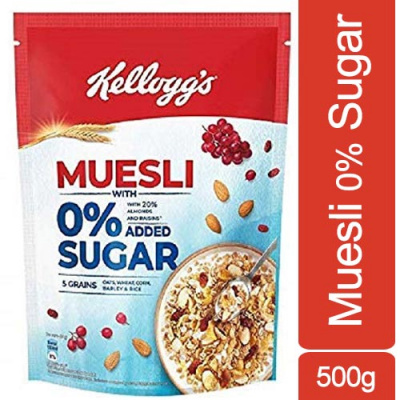 Kellogg's
MUESLI
WITH
0%
WITH 20%
ALMONDS
AND RAISINS*
ADDED
SUGAR
5 GRAINS
OATS, WHEAT, CORN,
BARLEY & RICE
Muesli 0% Sugar
500g